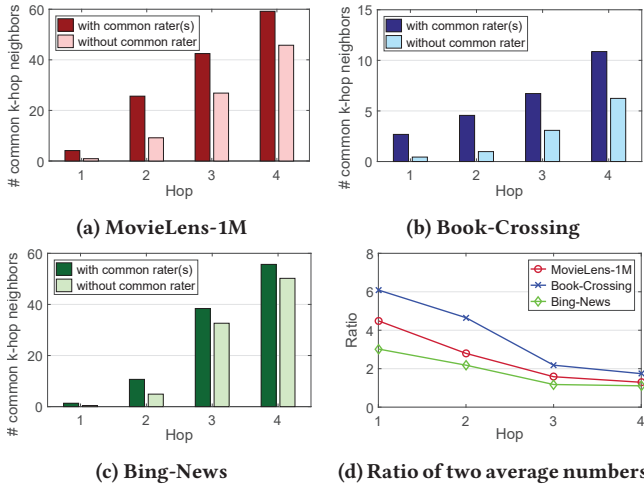 # common k-hop neighbors
60
40
20
0
with common rater(s)
without common rater
1 2 3 4
Hop
(a) MovieLens-1M
# common k-hop neighbors
15
10
5
0
with common rater(s)
without common rater
1 2 3 4
Hop
(b) Book-Crossing
# common k-hop neighbors
60
40
20
0
with common rater(s)
without common rater
1 2 3 4
Hop
(c) Bing-News
Ratio
8
6
4
2
0
MovieLens-1M
Book-Crossing
Bing-News
1 2 3 4
Hop
(d) Ratio of two average numbers